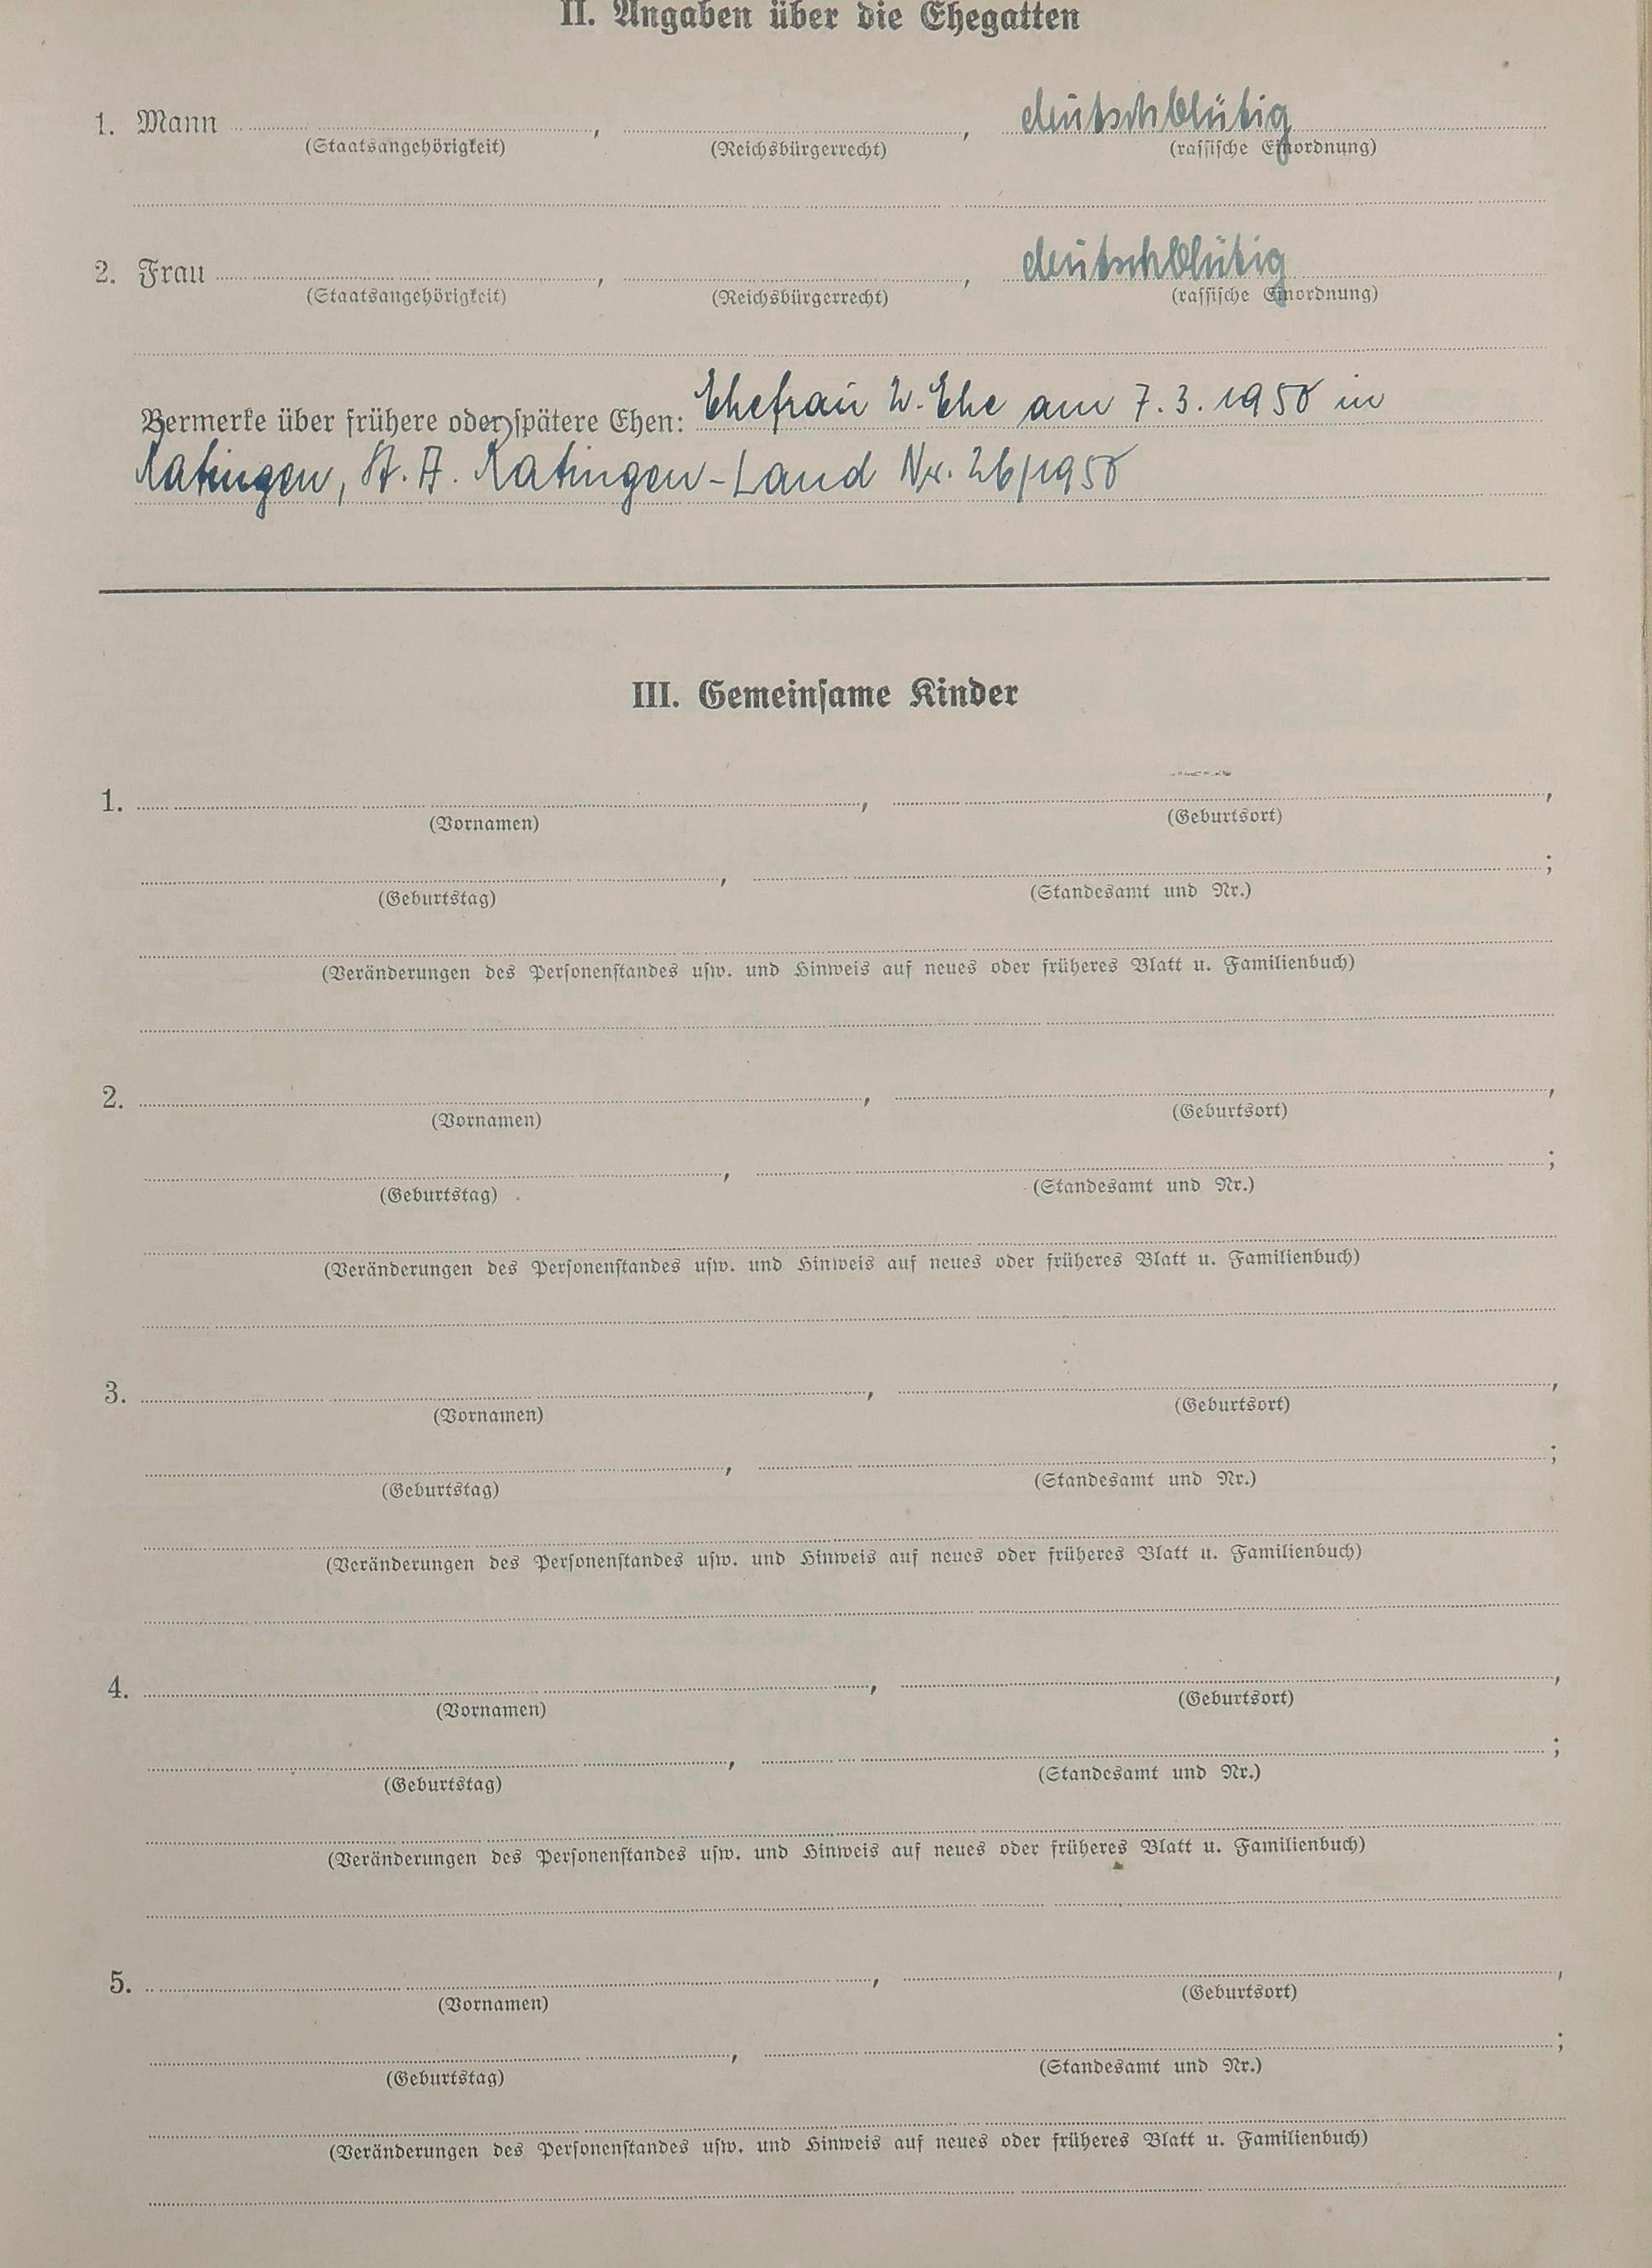 II. Angaben über die Ehegatten
1. Mann , , deutschblütig
(Staatsangehörigkeit) (Reichsbürgerrecht) (rassische Einordnung)
2. Frau , , deutschblütig
(Staatsangehörigkeit) (Reichsbürgerrecht) (rassische Einordnung)
Vermerke über frühere oder spätere Ehen: Ehefrau 2. Ehe am 7. 3. 1958 in
Ratingen, St. A. Ratingen-Land Nr. 26/1958
III. Gemeinsame Kinder
1. , ,
(Vornamen) (Geburtsort)
, ;
(Geburtstag) (Standesamt und Nr.)
(Veränderungen des Personenstandes usw. und Hinweis auf neues oder früheres Blatt u. Familienbuch)
2. , ,
(Vornamen) (Geburtsort)
, ;
(Geburtstag) (Standesamt und Nr.)
(Veränderungen des Personenstandes usw. und Hinweis auf neues oder früheres Blatt u. Familienbuch)
3. , ,
(Vornamen) (Geburtsort)
, ;
(Geburtstag) (Standesamt und Nr.)
(Veränderungen des Personenstandes usw. und Hinweis auf neues oder früheres Blatt u. Familienbuch)
4. , ,
(Vornamen) (Geburtsort)
, ;
(Geburtstag) (Standesamt und Nr.)
(Veränderungen des Personenstandes usw. und Hinweis auf neues oder früheres Blatt u. Familienbuch)
5. , ,
(Vornamen) (Geburtsort)
, ;
(Geburtstag) (Standesamt und Nr.)
(Veränderungen des Personenstandes usw. und Hinweis auf neues oder früheres Blatt u. Familienbuch)